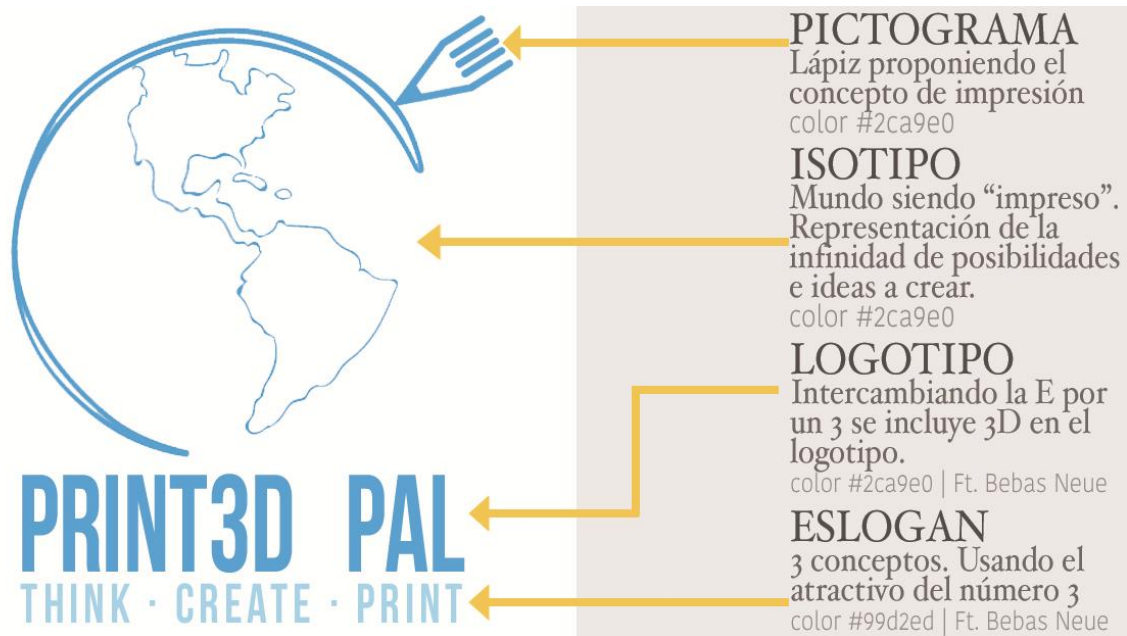 PICTOGRAMA
Lápiz proponiendo el
concepto de impresión
color #2ca9e0
ISOTIPO
Mundo siendo “impreso”.
Representación de la
infinidad de posibilidades
e ideas a crear.
color #2ca9e0
LOGOTIPO
Intercambiando la E por
un 3 se incluye 3D en el
logotipo.
color #2ca9e0 | Ft. Bebas Neue
ESLOGAN
3 conceptos. Usando el
atractivo del número 3
color #99d2ed | Ft. Bebas Neue
PRINT3D PAL
THINK · CREATE · PRINT